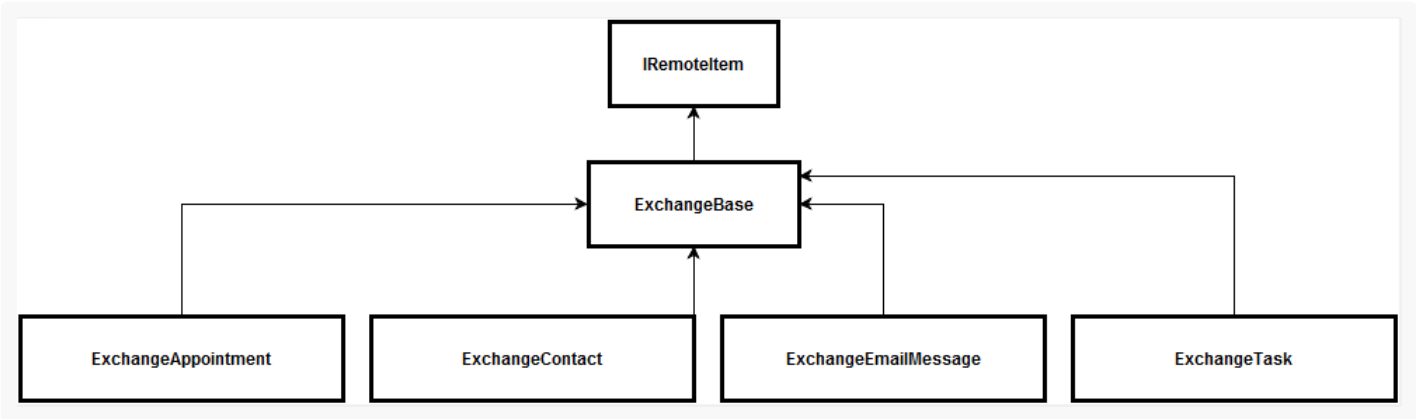 IRemoteItem
ExchangeBase
ExchangeAppointment
ExchangeContact
ExchangeEmailMessage
ExchangeTask